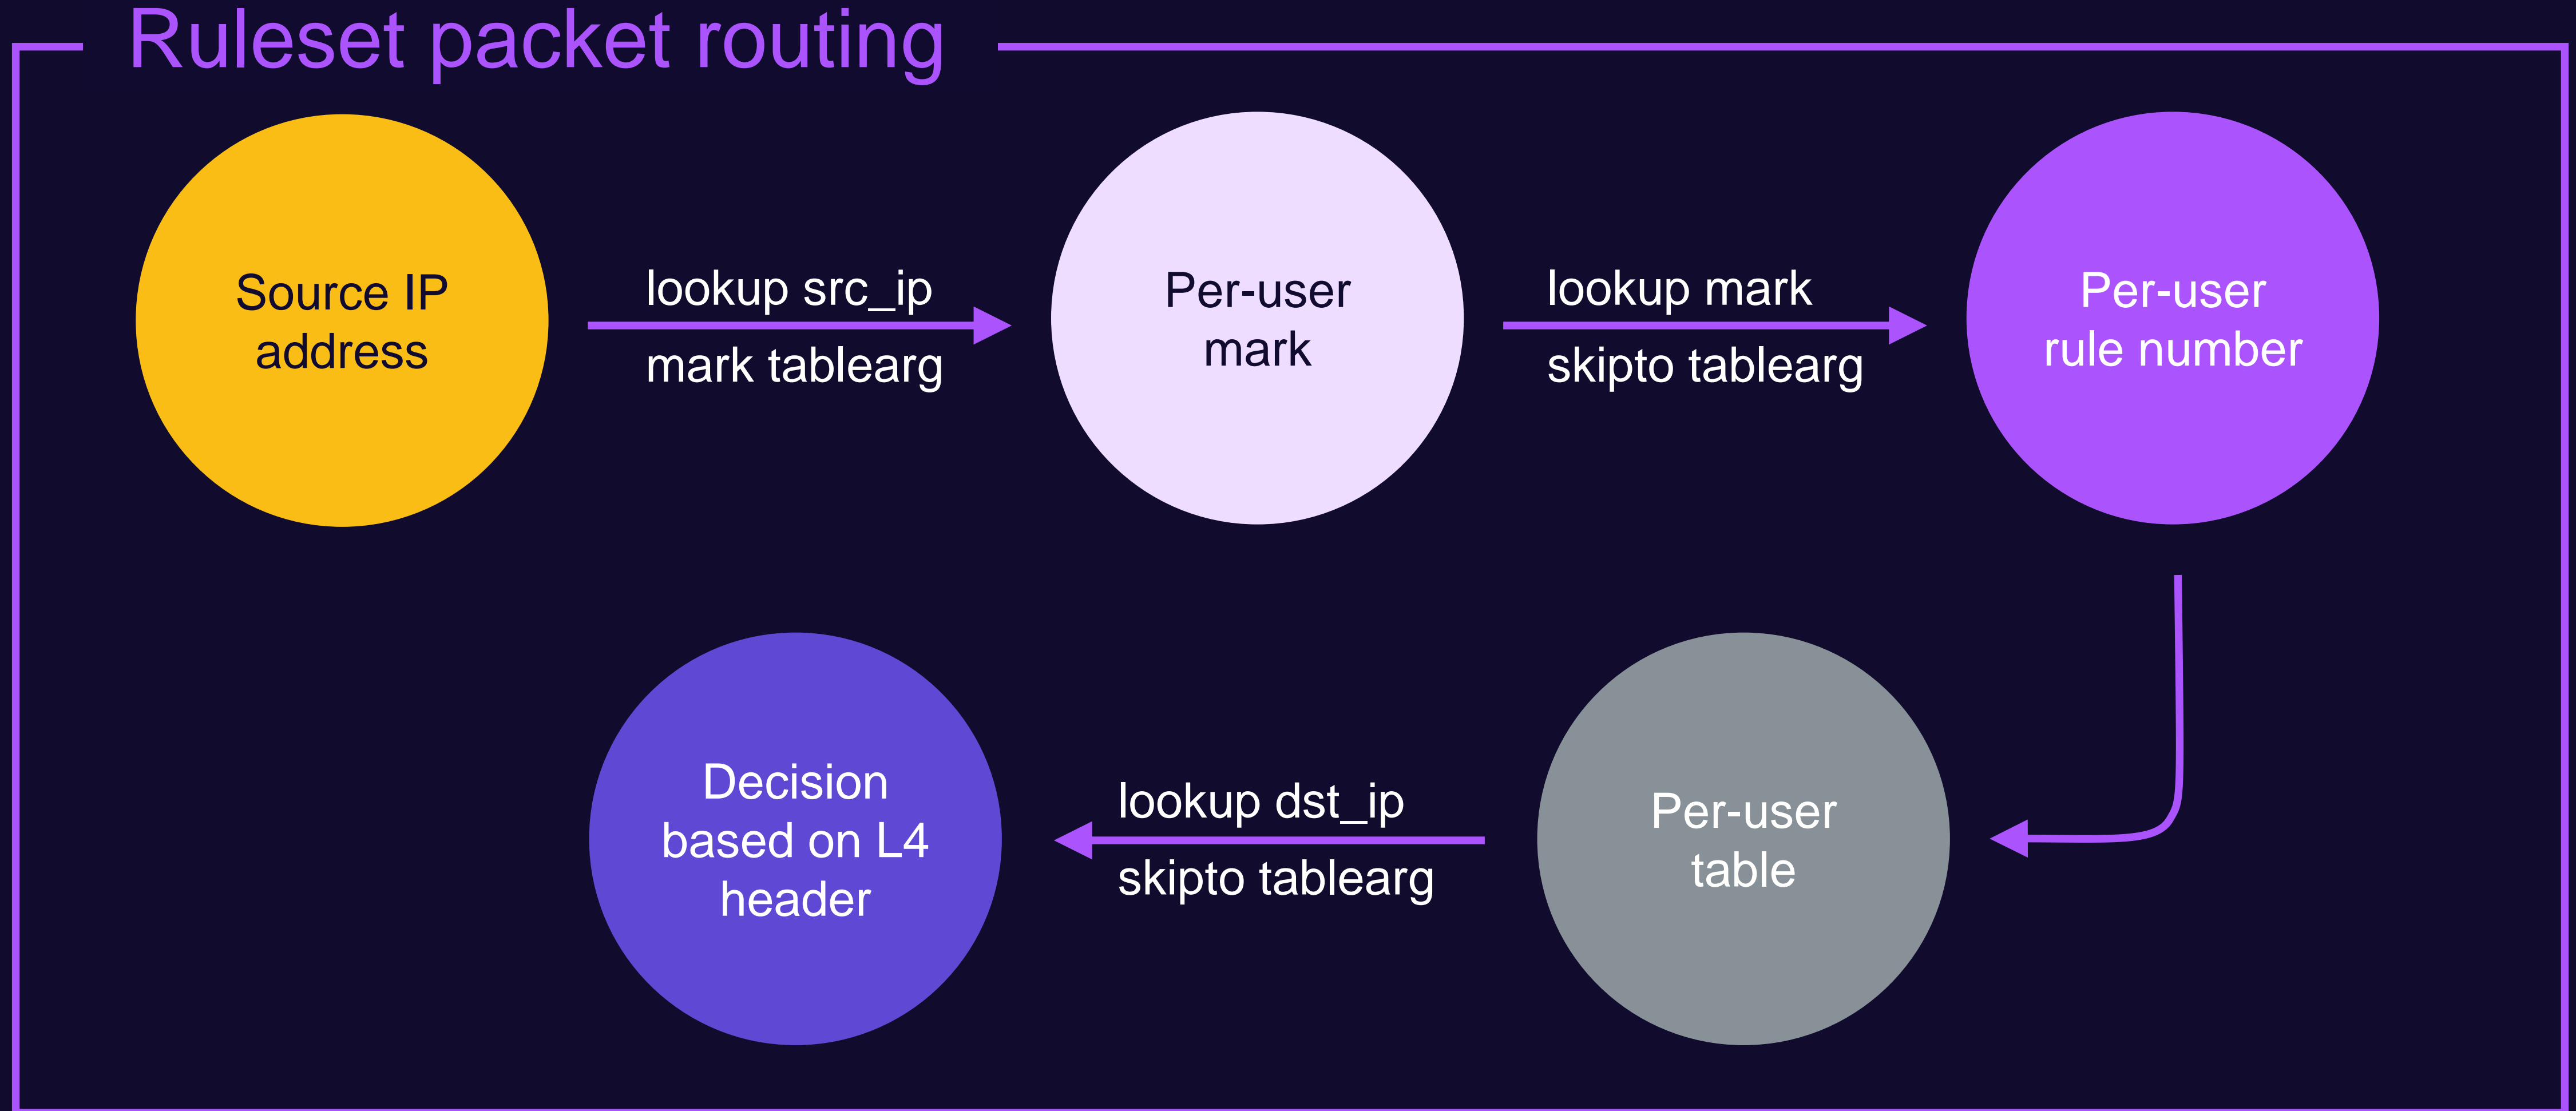 Ruleset packet routing
Source IP
address
lookup src_ip
mark tablearg
Per-user
mark
lookup mark
skipto tablearg
Per-user
rule number
Per-user
table
lookup dst_ip
skipto tablearg
Decision
based on L4
header